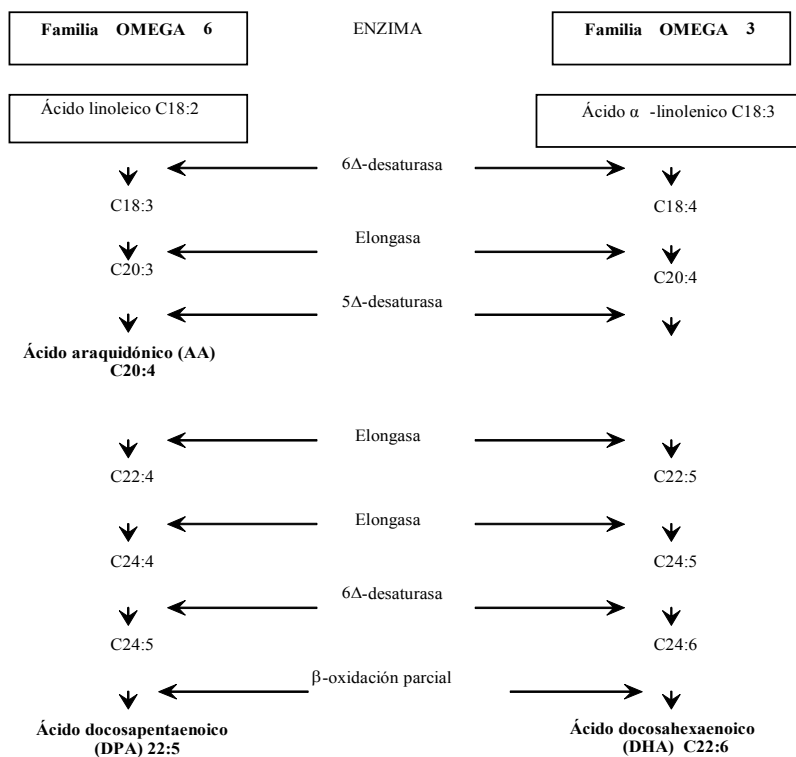 Familia OMEGA 6 ENZIMA Familia OMEGA 3
Ácido linoleico C18:2 Ácido α -linolenico C18:3
6Δ-desaturasa
C18:3 C18:4
Elongasa
C20:3 C20:4
5Δ-desaturasa
Ácido araquidónico (AA)
C20:4
Elongasa
C22:4 C22:5
Elongasa
C24:4 C24:5
6Δ-desaturasa
C24:5 C24:6
β-oxidación parcial
Ácido docosapentaenoico Ácido docosahexaenoico
(DPA) 22:5 (DHA) C22:6